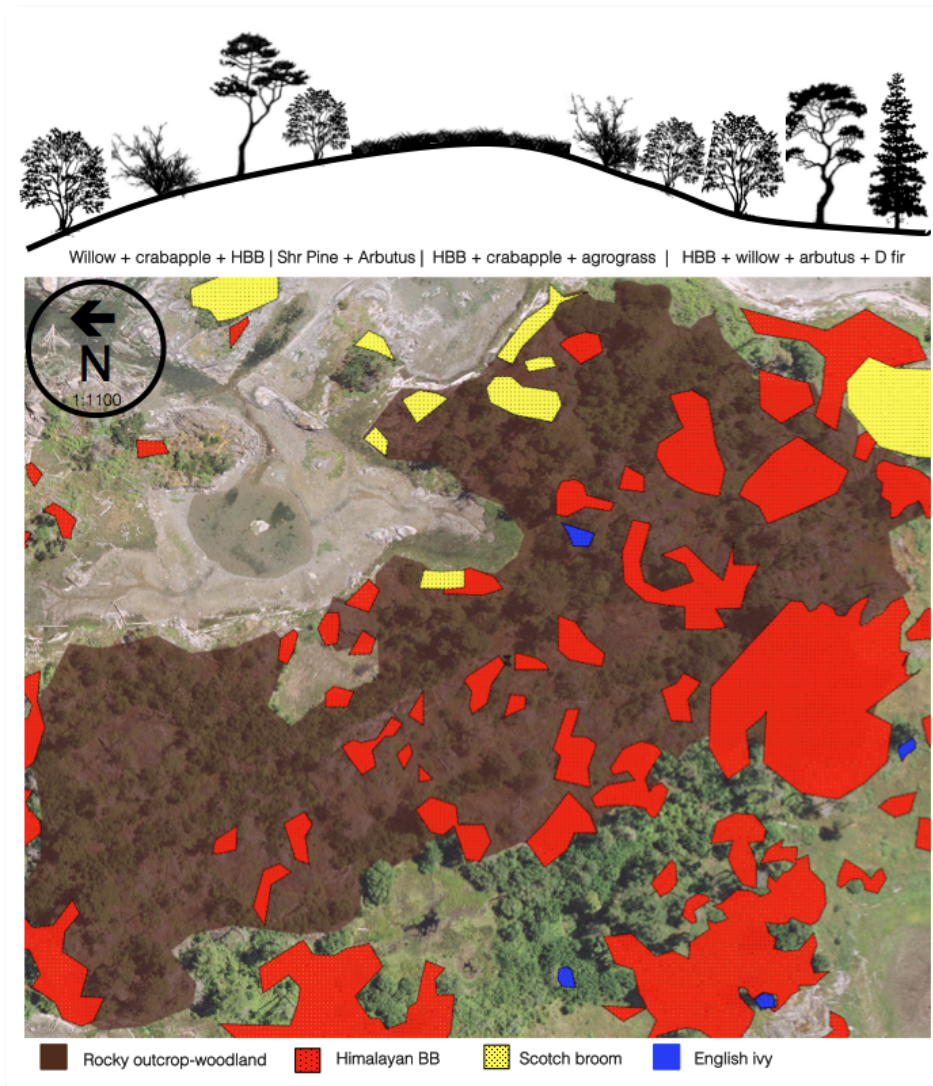 Willow + crabapple + HBB | Shr Pine + Arbutus | HBB + crabapple + agrograss | HBB + willow + arbutus + D fir
N
1:1100
Rocky outcrop-woodland Himalayan BB Scotch broom English ivy